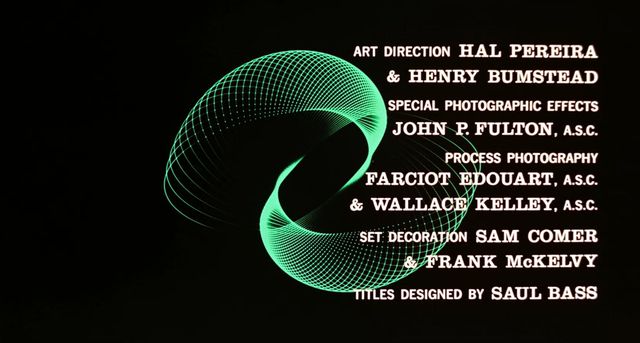 ART DIRECTION HAL PEREIRA
& HENRY BUMSTEAD
SPECIAL PHOTOGRAPHIC EFFECTS
JOHN P. FULTON, A.S.C.
PROCESS PHOTOGRAPHY
FARCIOT EDOUART, A.S.C.
& WALLACE KELLEY, A.S.C.
SET DECORATION SAM COMER
& FRANK McKELVY
TITLES DESIGNED BY SAUL BASS